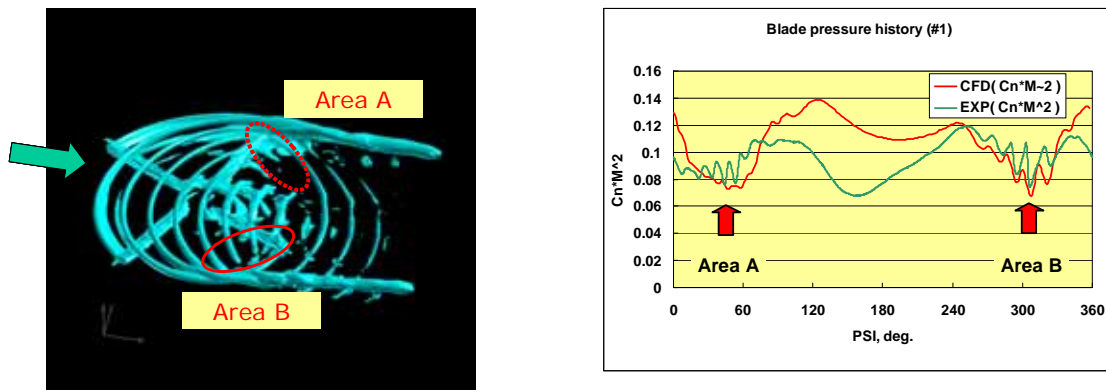 Area A
Area B
Blade pressure history (#1)
CFD( Cn*M~2 )
EXP( Cn*M^2 )
Cn*M^2
0.16
0.14
0.12
0.1
0.08
0.06
0.04
0.02
0
Area A
Area B
0 60 120 180 240 300 360
PSI, deg.